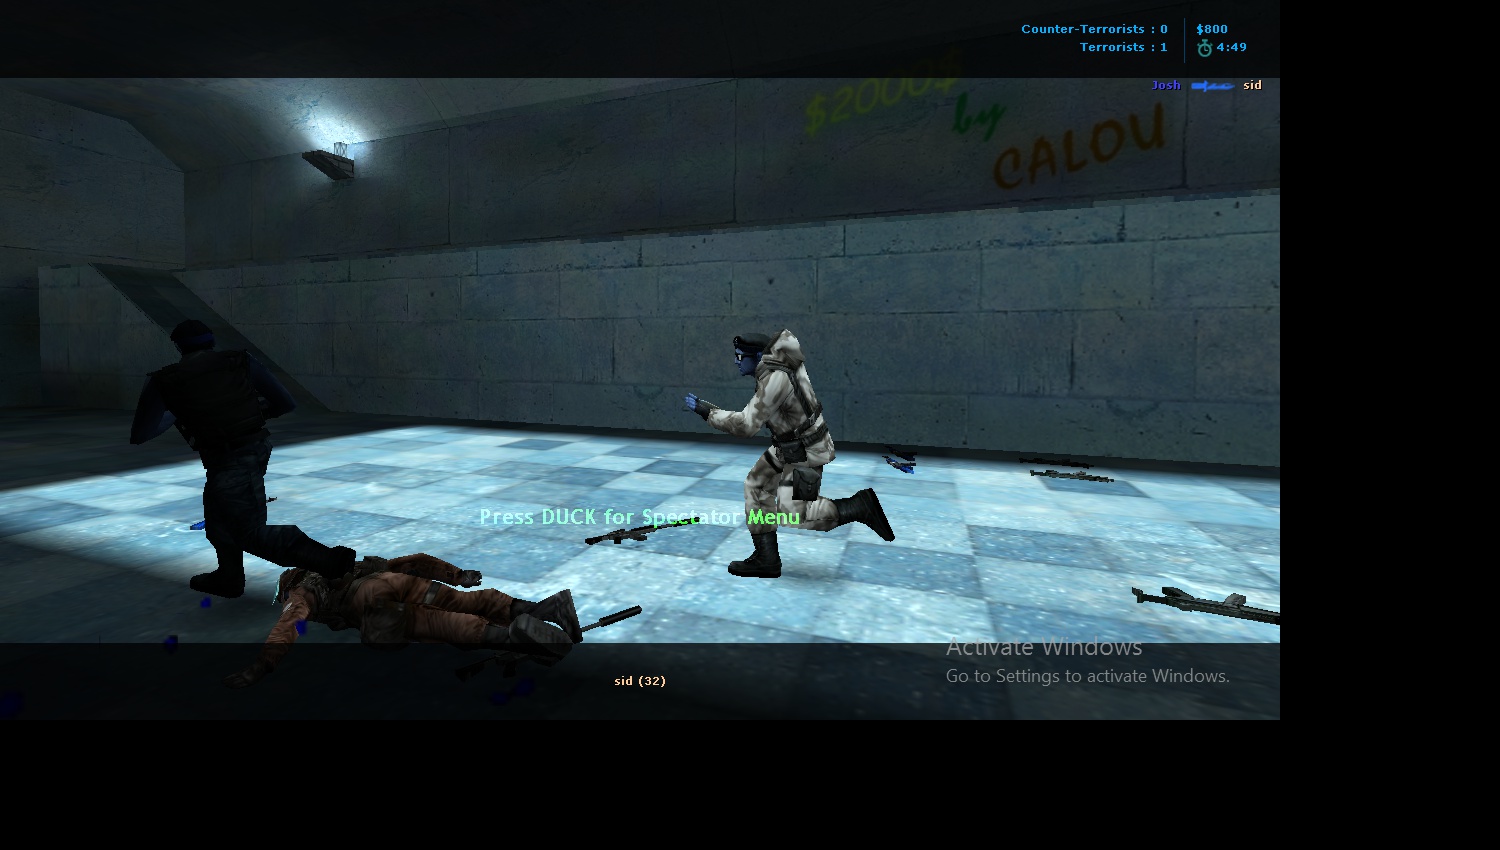 Counter-Terrorists : 0
$800
Terrorists : 1
4:49
Josh
sid
$2000$
by
CALOU
Press DUCK for Spectator Menu
Activate Windows
Go to Settings to activate Windows.
sid (32)